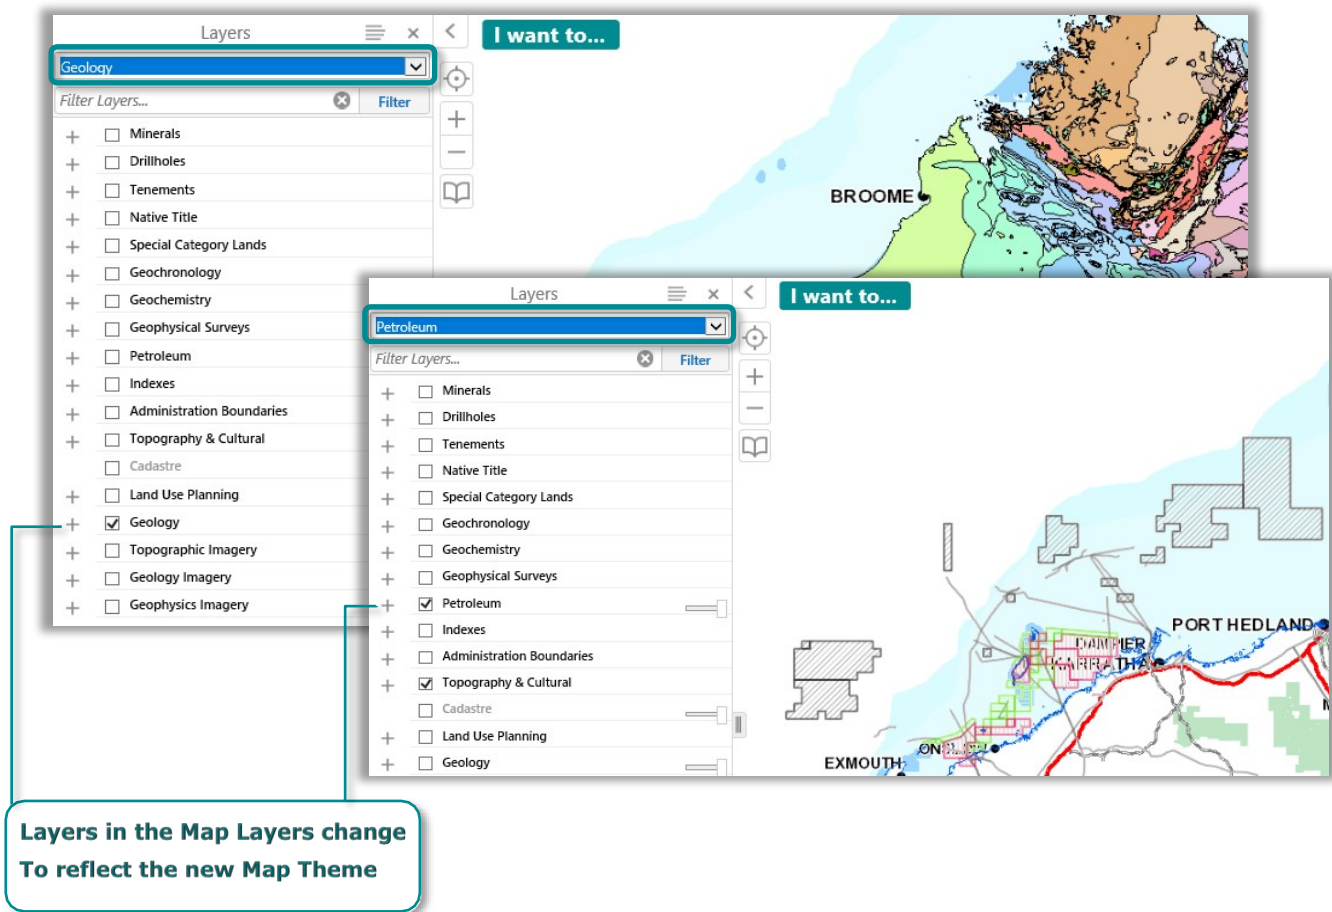 Layers
I want to...
Geology
Filter Layers...
Filter
Minerals
Drillholes
Tenements
Native Title
Special Category Lands
Geochronology
Geochemistry
Geophysical Surveys
Petroleum
Indexes
Administration Boundaries
Topography & Cultural
Cadastre
Land Use Planning
Geology
Topographic Imagery
Geology Imagery
Geophysics Imagery
BROOME
Layers
I want to...
Petroleum
Filter Layers...
Filter
Minerals
Drillholes
Tenements
Native Title
Special Category Lands
Geochronology
Geochemistry
Geophysical Surveys
Petroleum
Indexes
Administration Boundaries
Topography & Cultural
Cadastre
Land Use Planning
Geology
PORT HEDLAND
DAMPIER
KARRATHA
ONSLOW
EXMOUTH
Layers in the Map Layers change
To reflect the new Map Theme